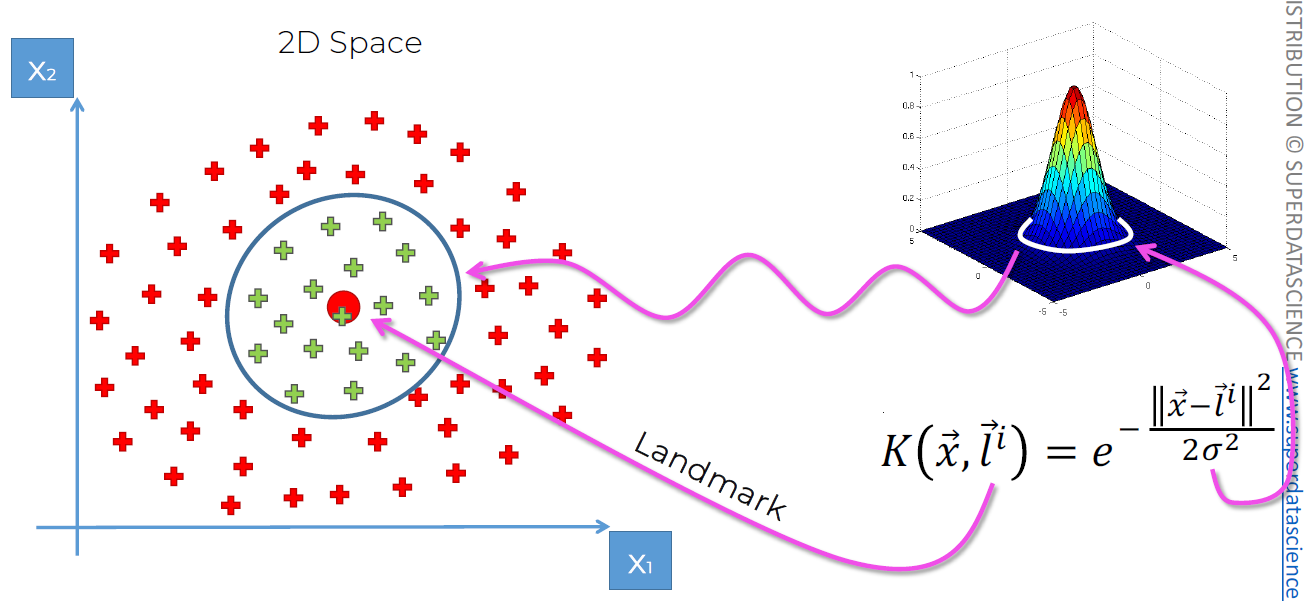 2D Space
X₂
X₁
Landmark
1
0.8
0.6
0.4
0.2
0
5
0
-5
-5
0
5
K(x⃗, l⃗ⁱ) = e^(-‖x⃗−l⃗ⁱ‖²/2σ²)
ISTRIBUTION © SUPERDATASCIENCE www.superdatascience